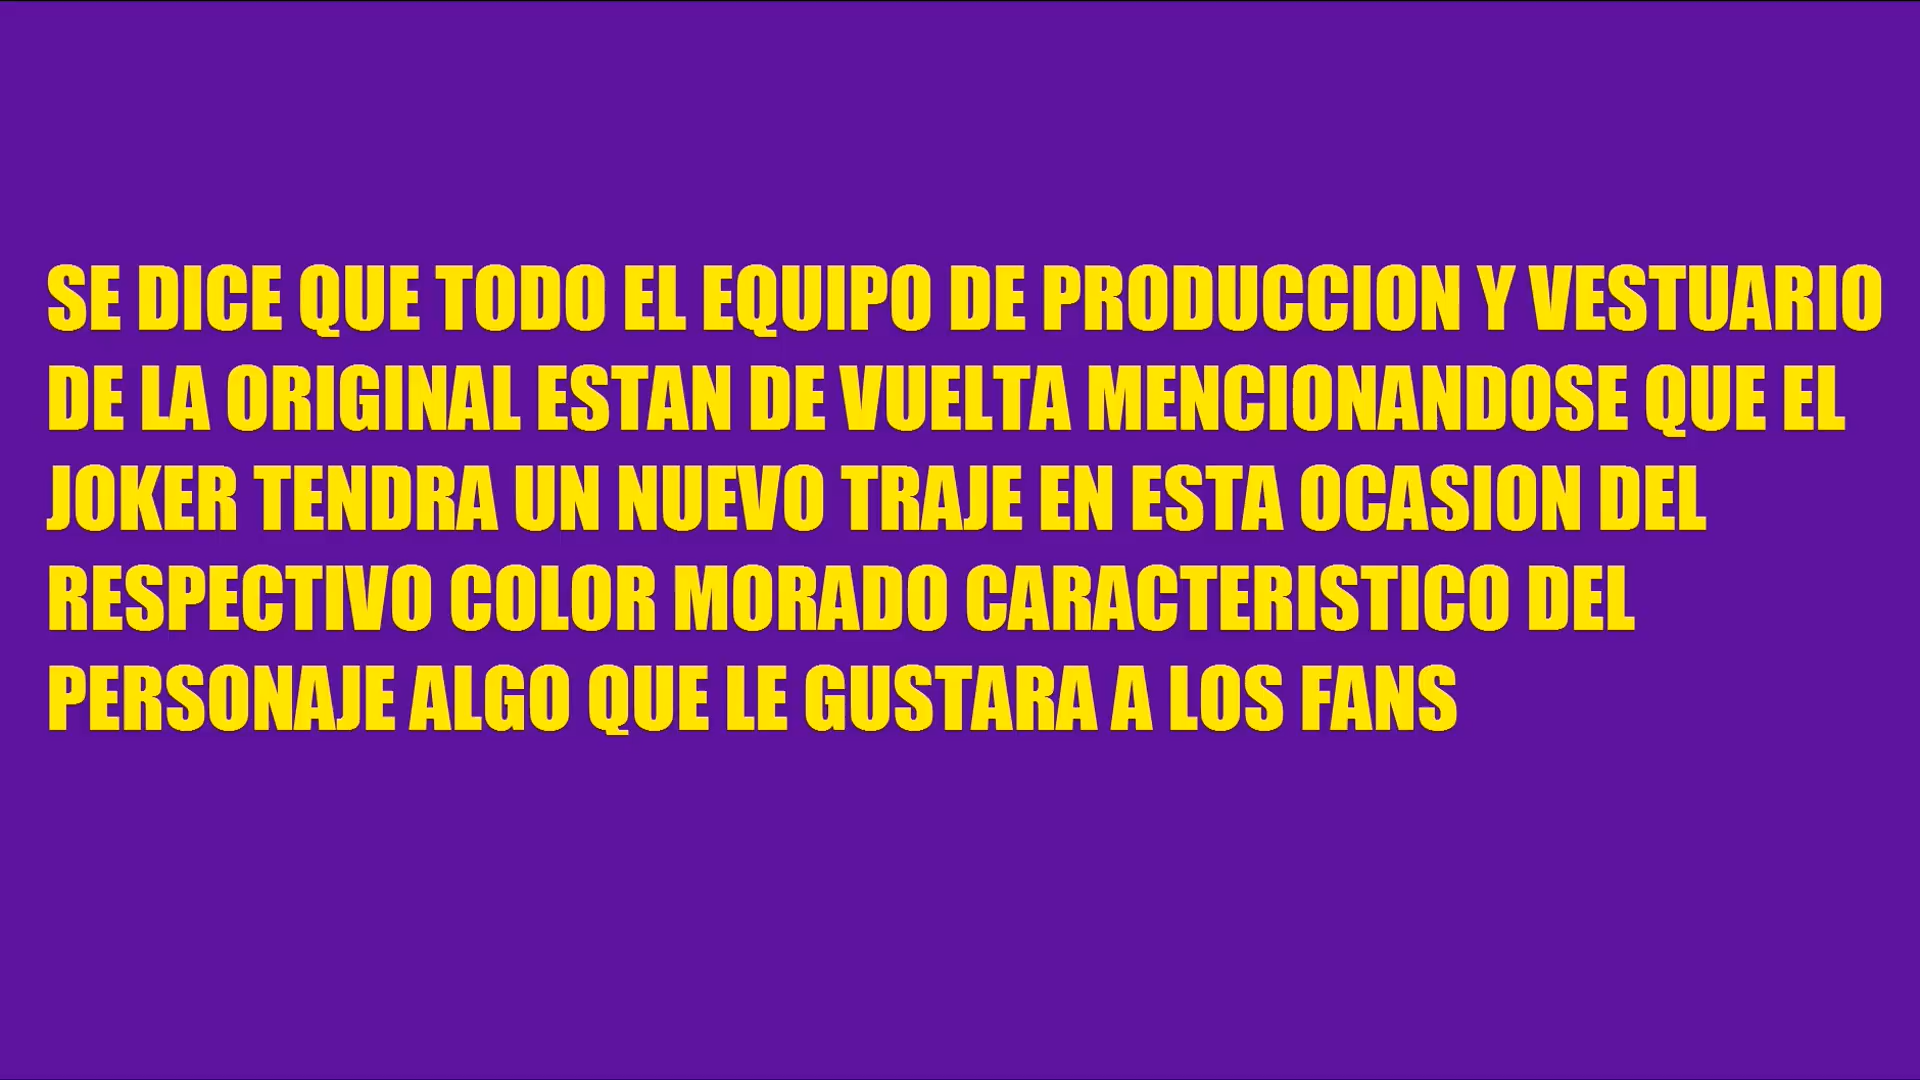 SE DICE QUE TODO EL EQUIPO DE PRODUCCION Y VESTUARIO
DE LA ORIGINAL ESTAN DE VUELTA MENCIONANDOSE QUE EL
JOKER TENDRA UN NUEVO TRAJE EN ESTA OCASION DEL
RESPECTIVO COLOR MORADO CARACTERISTICO DEL
PERSONAJE ALGO QUE LE GUSTARA A LOS FANS